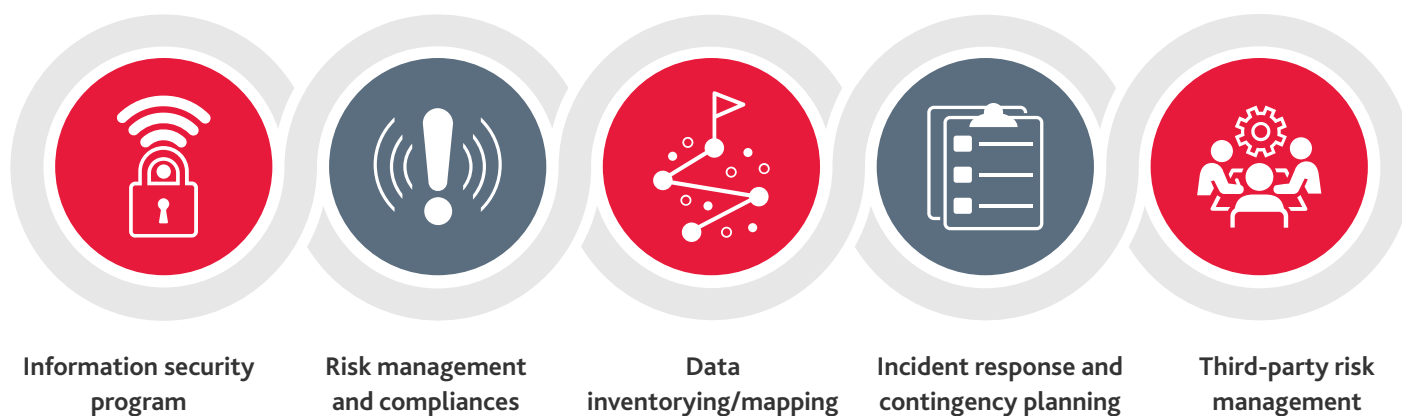 Information security
program
Risk management
and compliances
Data
inventorying/mapping
Incident response and
contingency planning
Third-party risk
management